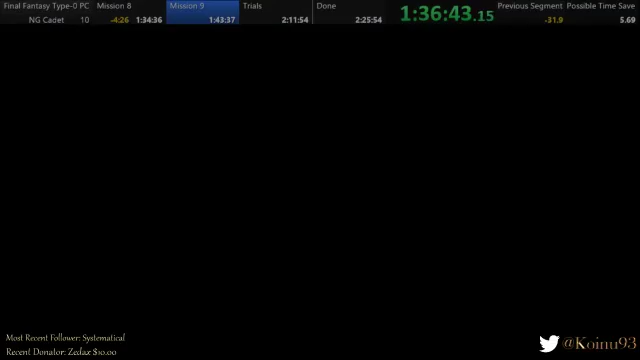 Final Fantasy Type-0 PC Mission 8 Mission 9 Trials Done 1:36:43.15 Previous Segment Possible Time Save
NG Cadet 10 -4:26 1:34:36 1:43:37 2:11:54 2:25:54 -31.9 5.69
Most Recent Follower: Systematical
Recent Donator: Zedax $10.00
@Koinu93